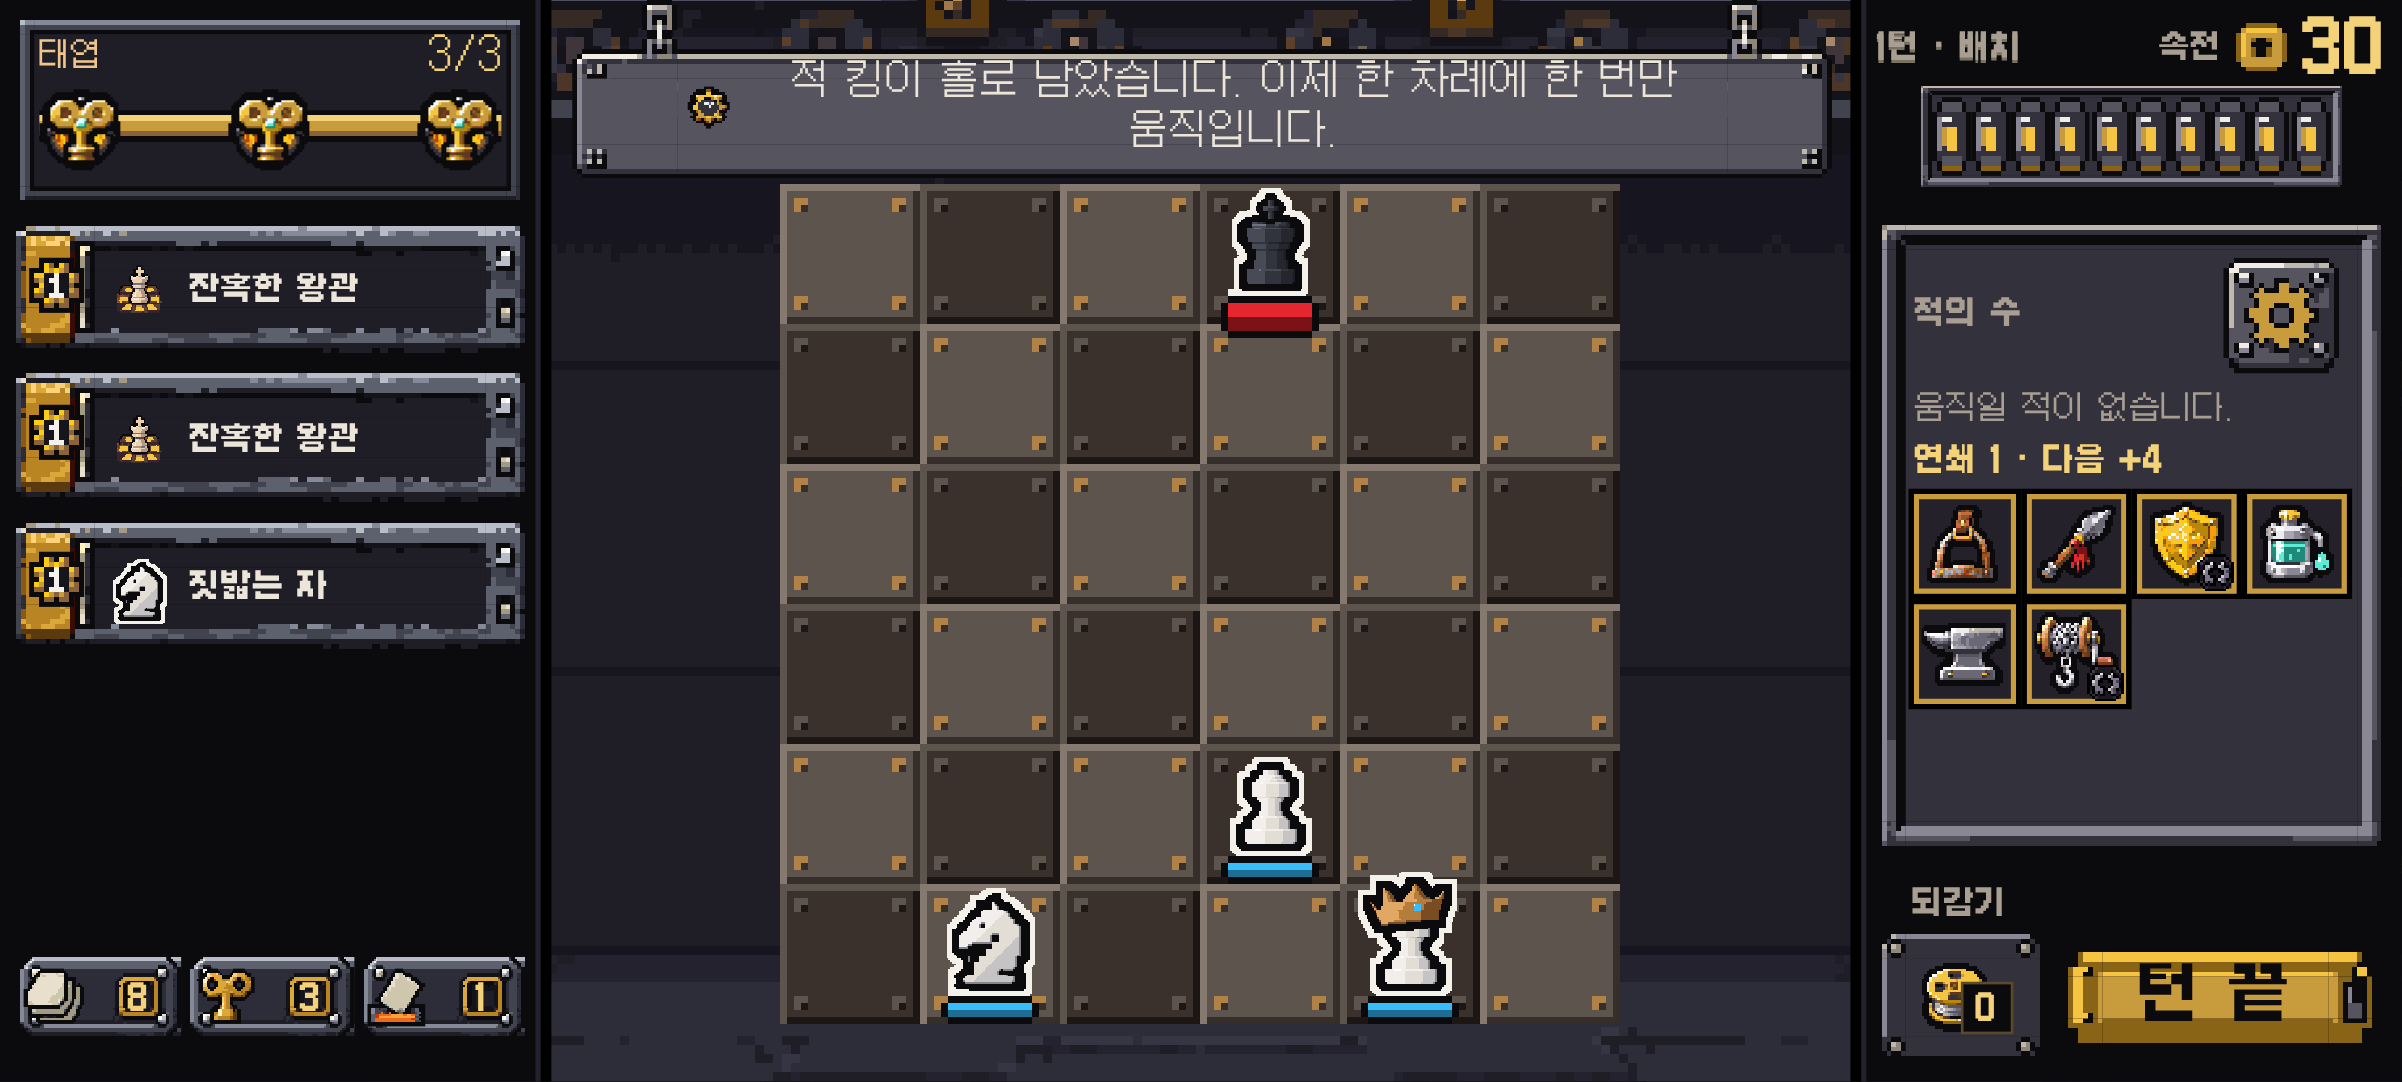 태엽 3/3
적 킹이 홀로 남았습니다. 이제 한 차례에 한 번만
움직입니다.
1턴 · 배치 속전 30
1 잔혹한 왕관
1 잔혹한 왕관
1 짓밟는 자
적의 수
움직일 적이 없습니다.
연쇄 1 · 다음 +4
되감기
8 3 1
0 턴 끝